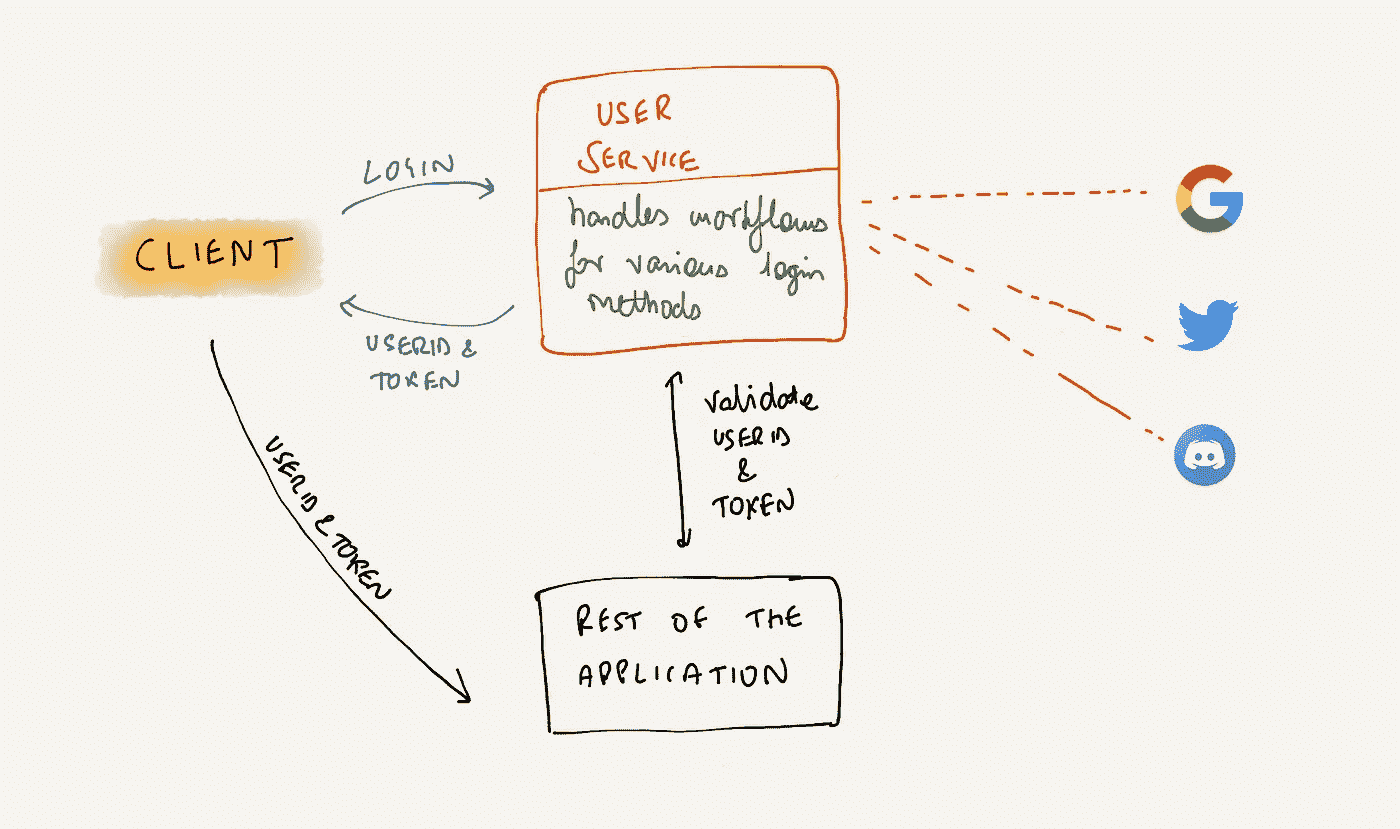 USER
SERVICE
handles workflows
for various login
methods
LOGIN
CLIENT
USERID &
TOKEN
validate
USERID
&
TOKEN
USERID & TOKEN
REST OF THE
APPLICATION